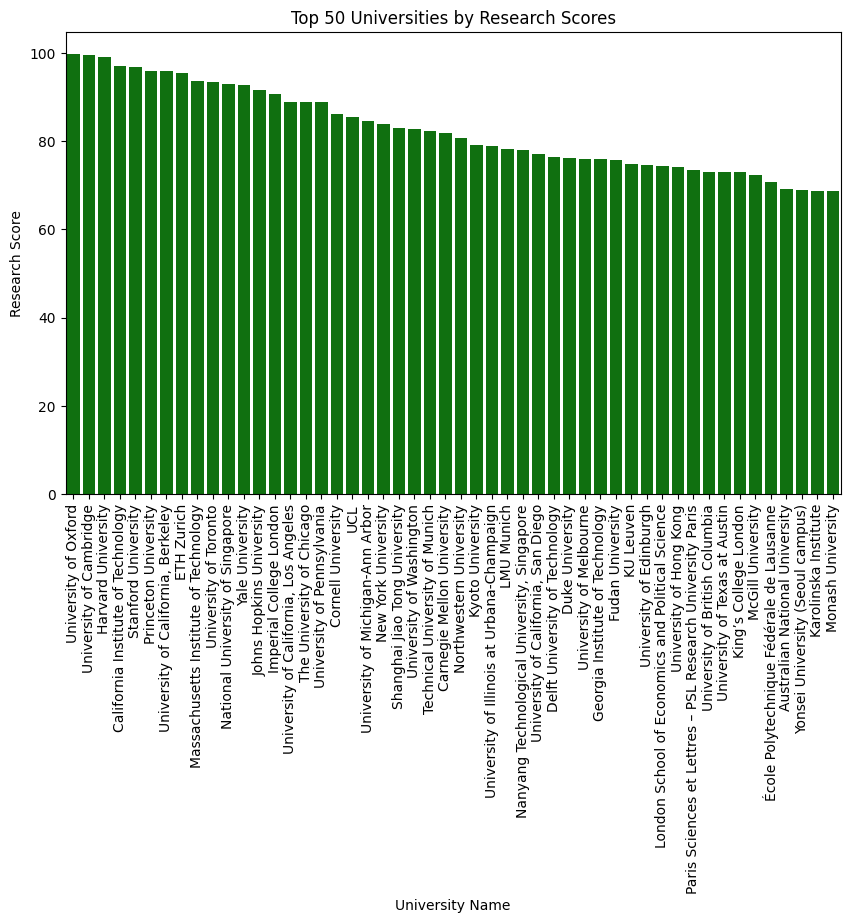 Top 50 Universities by Research Scores
Research Score
100
80
60
40
20
0
University of Oxford
University of Cambridge
Harvard University
California Institute of Technology
Stanford University
Princeton University
University of California, Berkeley
ETH Zurich
Massachusetts Institute of Technology
University of Toronto
National University of Singapore
Yale University
Johns Hopkins University
Imperial College London
University of California, Los Angeles
The University of Chicago
University of Pennsylvania
Cornell University
UCL
University of Michigan-Ann Arbor
New York University
Shanghai Jiao Tong University
University of Washington
Technical University of Munich
Carnegie Mellon University
Northwestern University
Kyoto University
University of Illinois at Urbana-Champaign
LMU Munich
Nanyang Technological University, Singapore
University of California, San Diego
Delft University of Technology
Duke University
University of Melbourne
Georgia Institute of Technology
Fudan University
KU Leuven
University of Edinburgh
London School of Economics and Political Science
University of Hong Kong
Paris Sciences et Lettres – PSL Research University Paris
University of British Columbia
University of Texas at Austin
King’s College London
McGill University
École Polytechnique Fédérale de Lausanne
Australian National University
Yonsei University (Seoul campus)
Karolinska Institute
Monash University
University Name